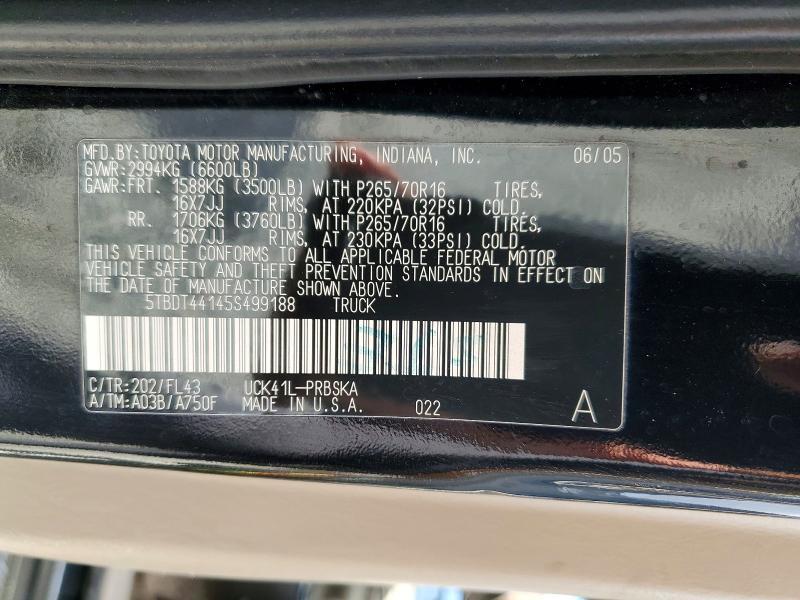 MFD.BY:TOYOTA MOTOR MANUFACTURING, INDIANA, INC. 06/05
GVWR:2994KG (6600LB)
GAWR:FRT. 1588KG (3500LB) WITH P265/70R16 TIRES,
16X7JJ RIMS, AT 220KPA (32PSI) COLD.
RR. 1706KG (3760LB) WITH P265/70R16 TIRES,
16X7JJ RIMS, AT 230KPA (33PSI) COLD.
THIS VEHICLE CONFORMS TO ALL APPLICABLE FEDERAL MOTOR
VEHICLE SAFETY AND THEFT PREVENTION STANDARDS IN EFFECT ON
THE DATE OF MANUFACTURE SHOWN ABOVE.
5TBDT44145S499188 TRUCK
C/TR:202/FL43 UCK41L-PRBSKA
A/TM:A03B/A750F MADE IN U.S.A. 022 A